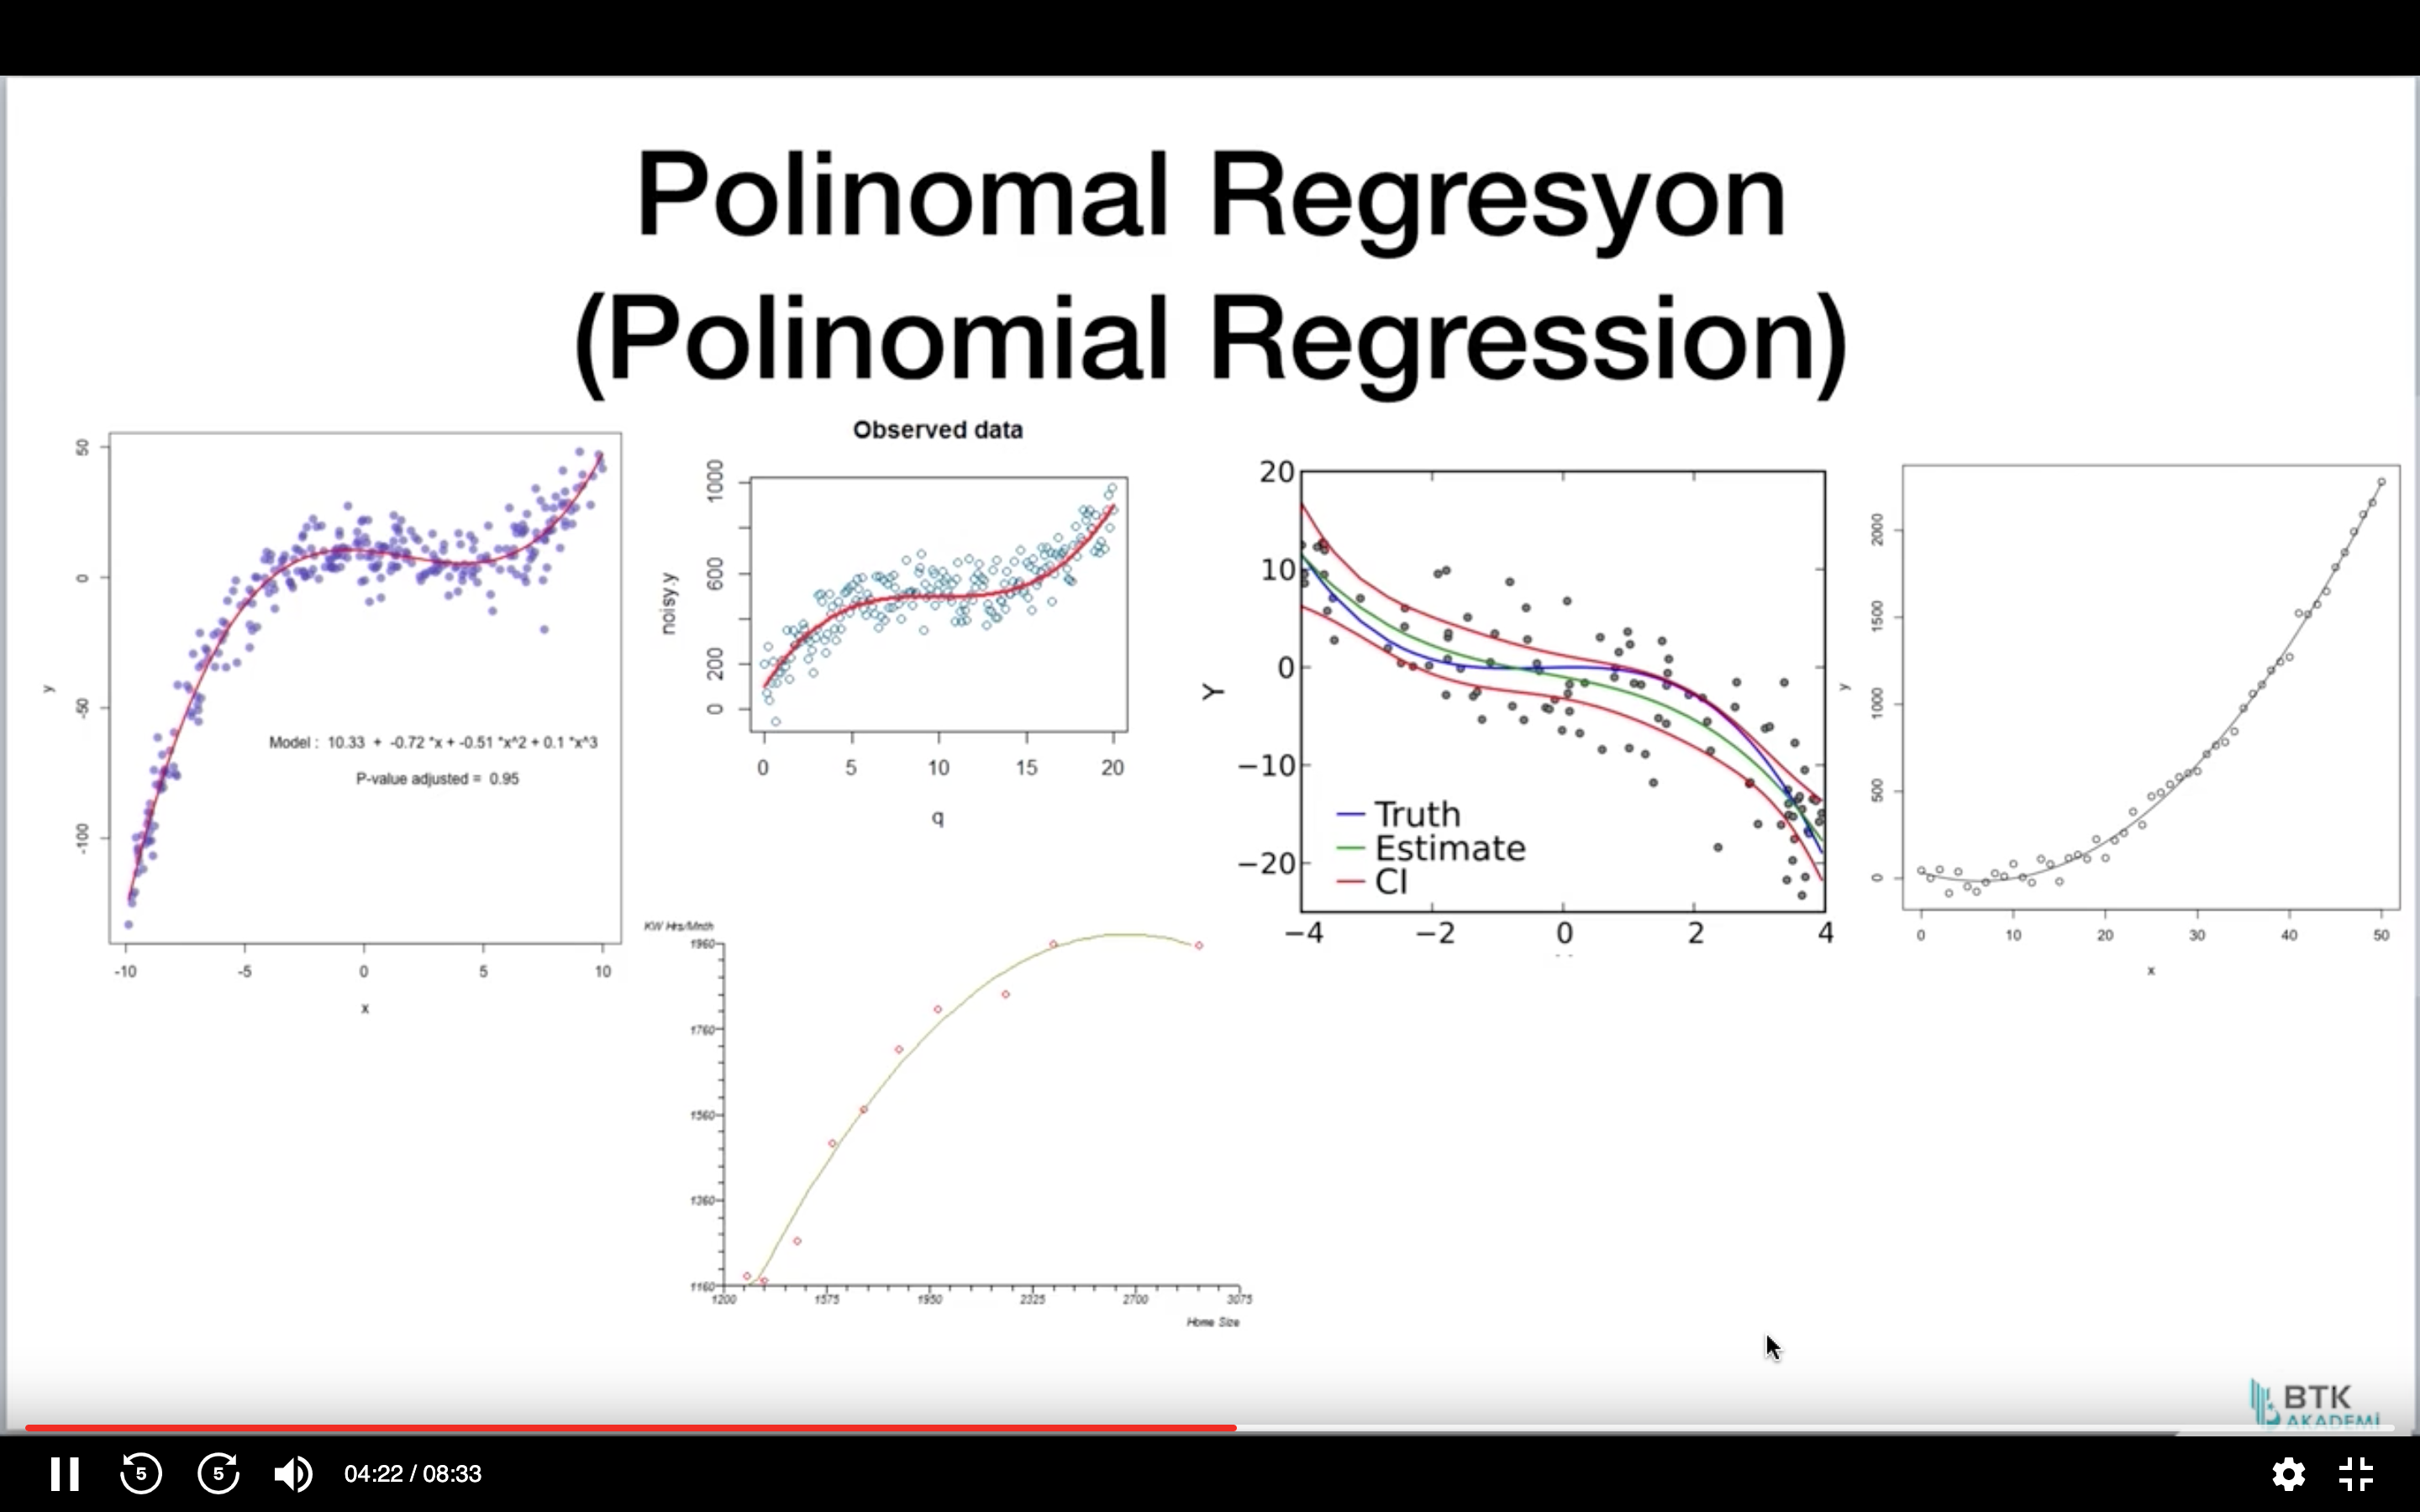 Polinomal Regresyon
(Polinomial Regression)
50
0
-50
-100
y
Model : 10.33 + -0.72 *x + -0.51 *x^2 + 0.1 *x^3
P-value adjusted = 0.95
-10 -5 0 5 10
x
Observed data
1000
600
200
0
noisy.y
0 5 10 15 20
q
20
10
0
−10
−20
Y
Truth
Estimate
CI
−4 −2 0 2 4
2000
1500
1000
500
0
y
0 10 20 30 40 50
x
KW Hrs/Mnth
1960
1760
1560
1360
1160
1200 1575 1950 2325 2700 3075
Home Size
BTK
AKADEMİ
5 5 04:22 / 08:33